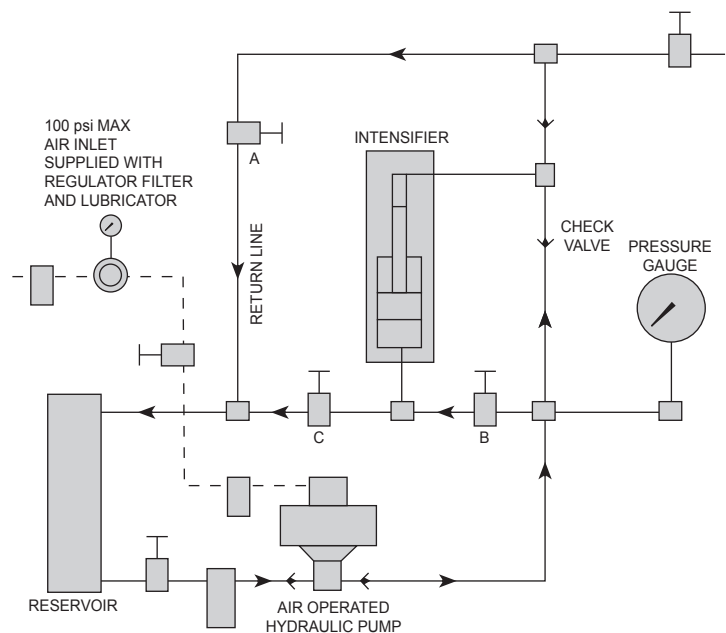 100 psi MAX
AIR INLET
SUPPLIED WITH
REGULATOR FILTER
AND LUBRICATOR
A
INTENSIFIER
RETURN LINE
CHECK
VALVE
PRESSURE
GAUGE
C
B
RESERVOIR
AIR OPERATED
HYDRAULIC PUMP